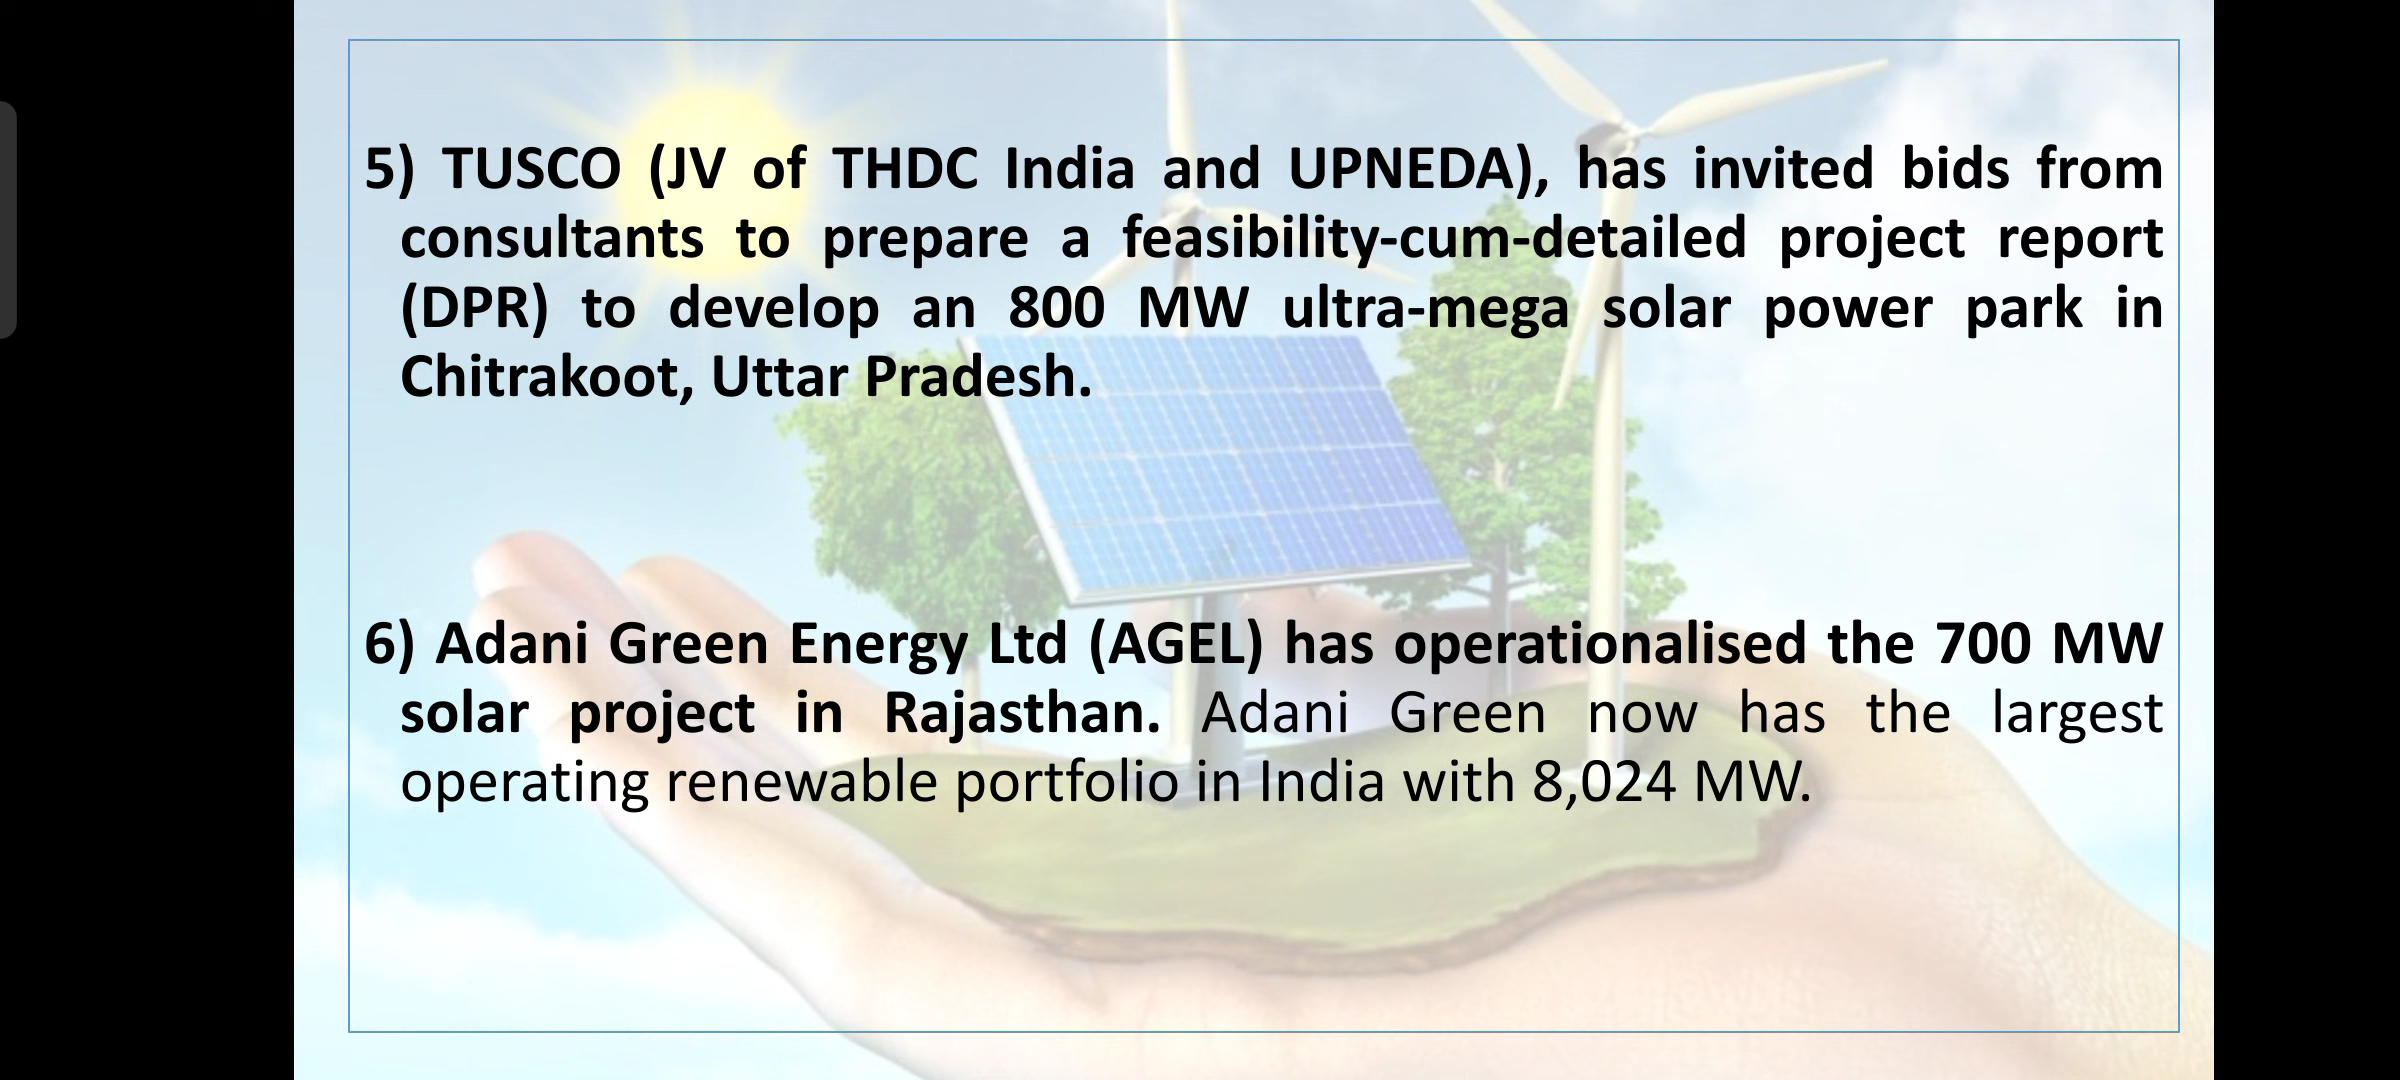 5) TUSCO (JV of THDC India and UPNEDA), has invited bids from
consultants to prepare a feasibility-cum-detailed project report
(DPR) to develop an 800 MW ultra-mega solar power park in
Chitrakoot, Uttar Pradesh.
6) Adani Green Energy Ltd (AGEL) has operationalised the 700 MW
solar project in Rajasthan. Adani Green now has the largest
operating renewable portfolio in India with 8,024 MW.